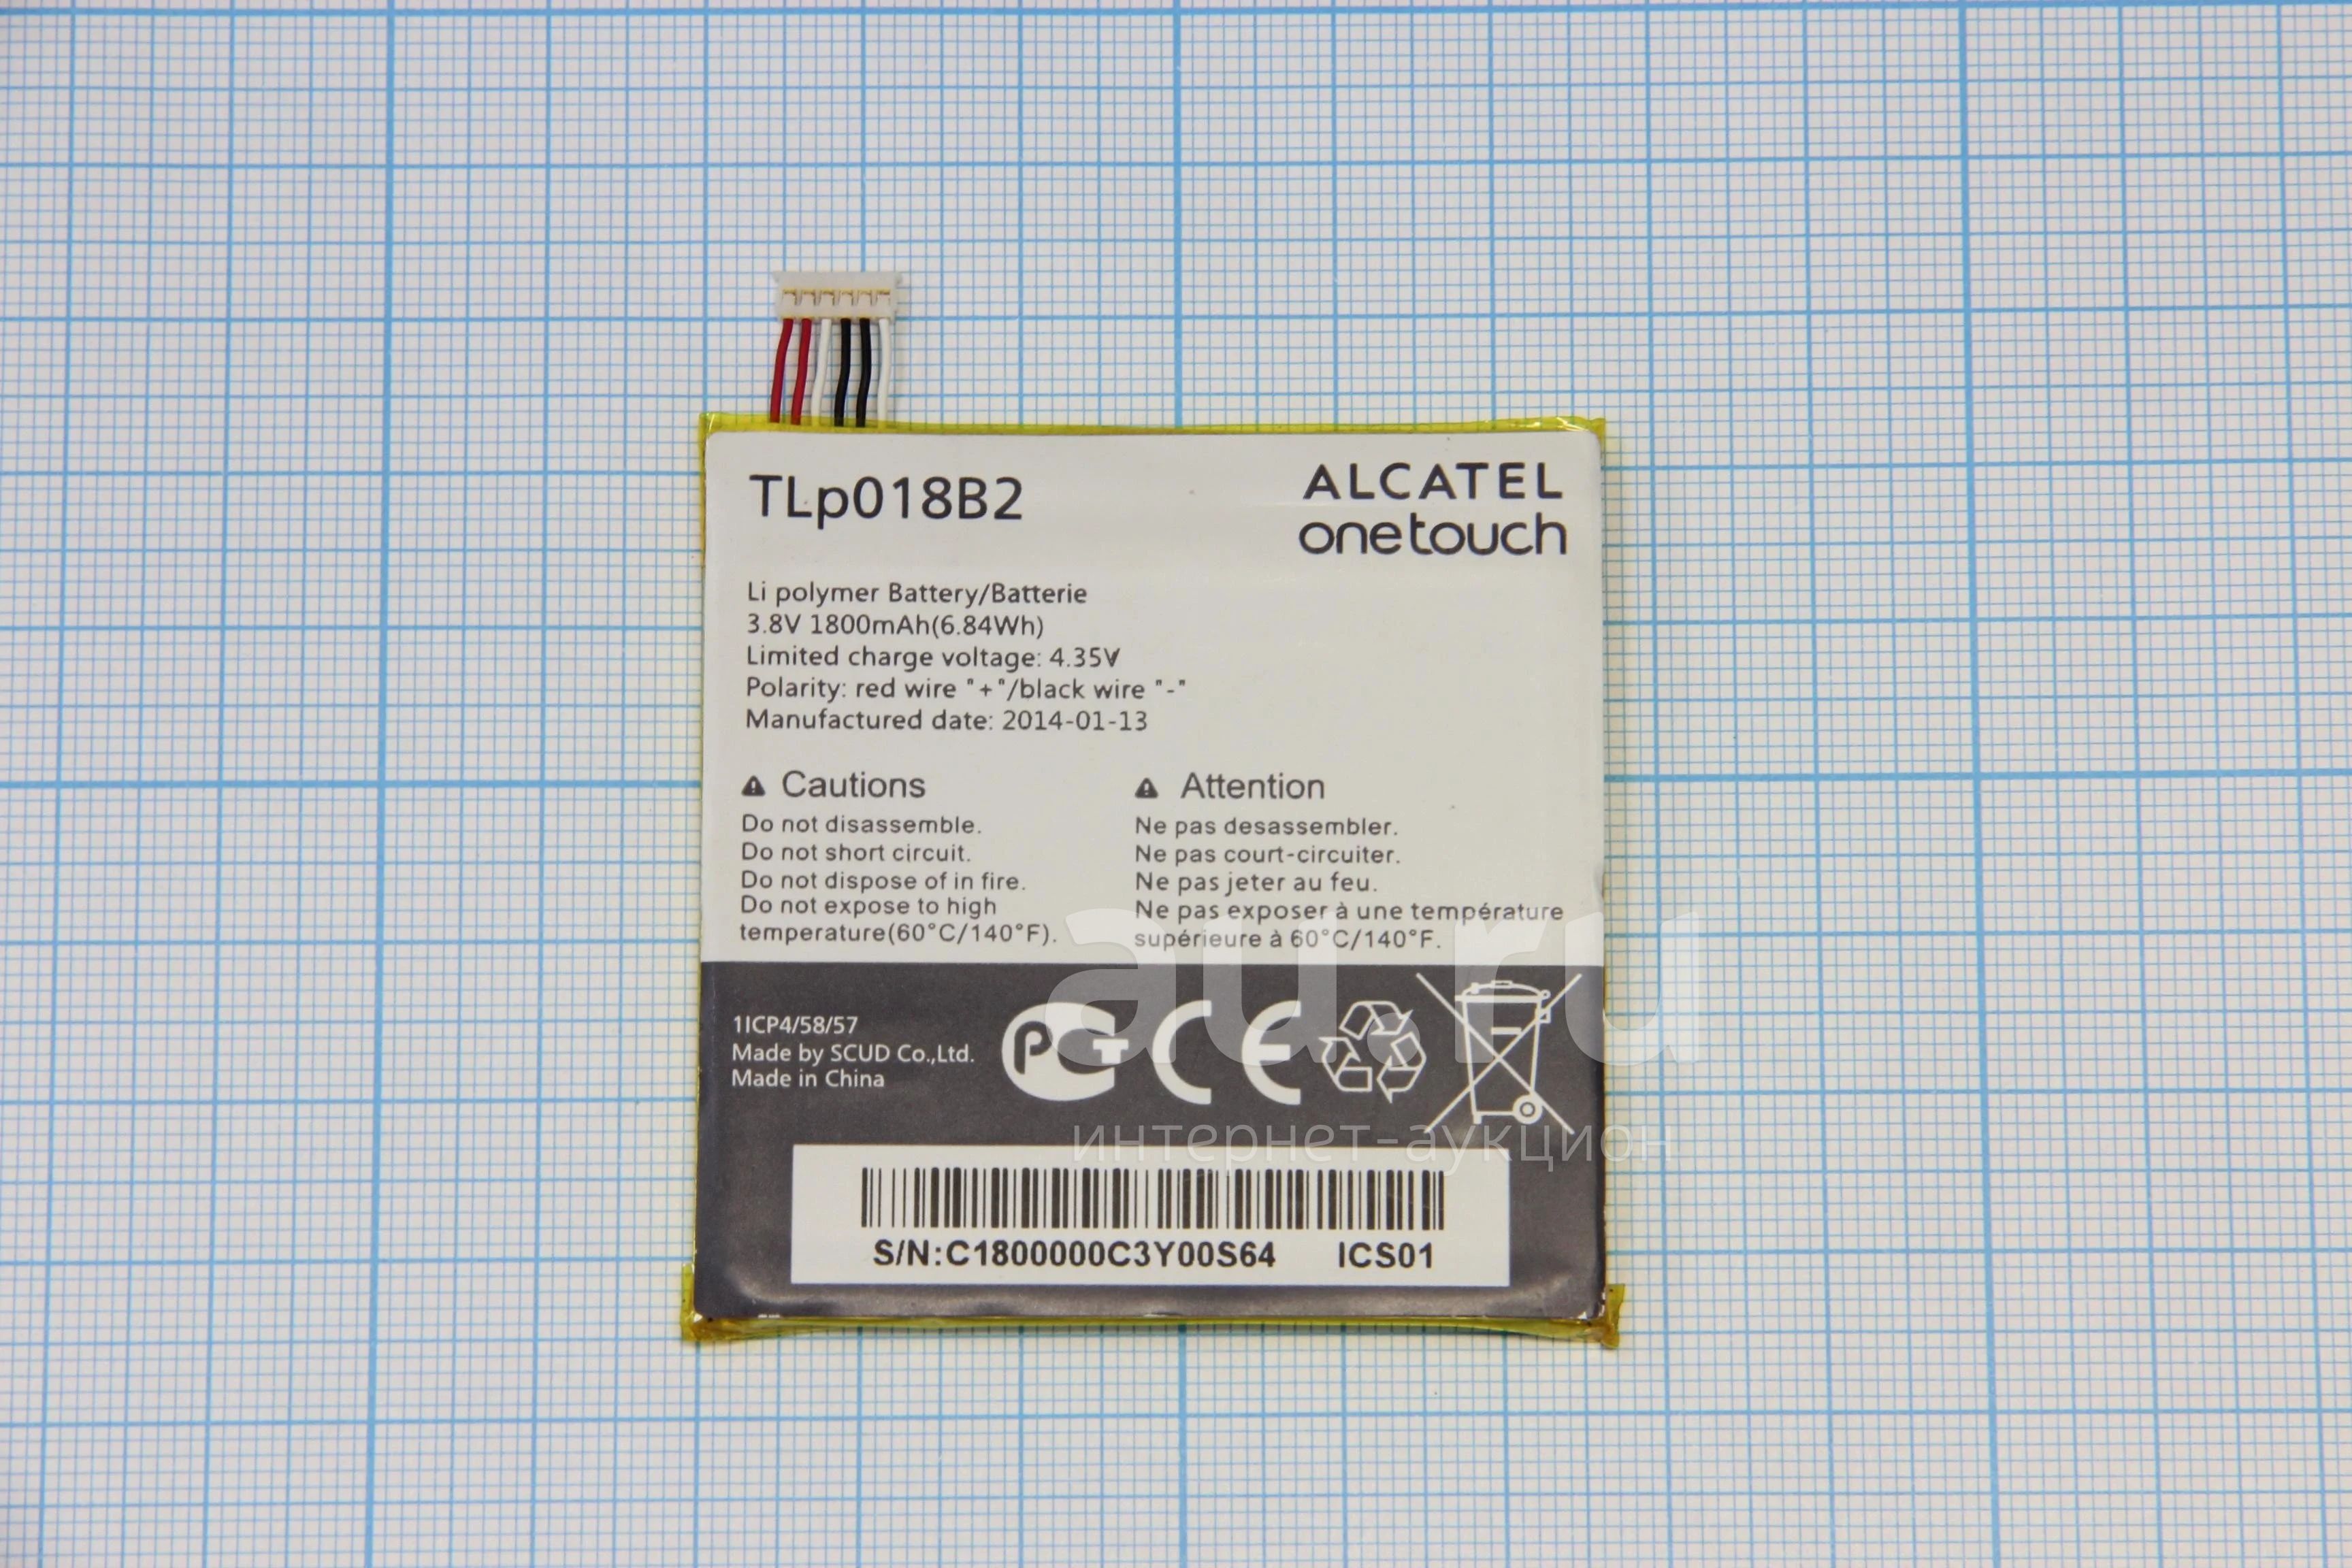 TLp018B2
ALCATEL
onetouch
Li polymer Battery/Batterie
3.8V 1800mAh(6.84Wh)
Limited charge voltage: 4.35V
Polarity: red wire "+"/black wire "-"
Manufactured date: 2014-01-13
Cautions
Do not disassemble.
Do not short circuit.
Do not dispose of in fire.
Do not expose to high
temperature(60°C/140°F).
Attention
Ne pas desassembler.
Ne pas court-circuiter.
Ne pas jeter au feu.
Ne pas exposer à une température
supérieure à 60°C/140°F.
1ICP4/58/57
Made by SCUD Co.,Ltd.
Made in China
РСТ CE
au.ru
интернет-аукцион
S/N:C1800000C3Y00S64 ICS01